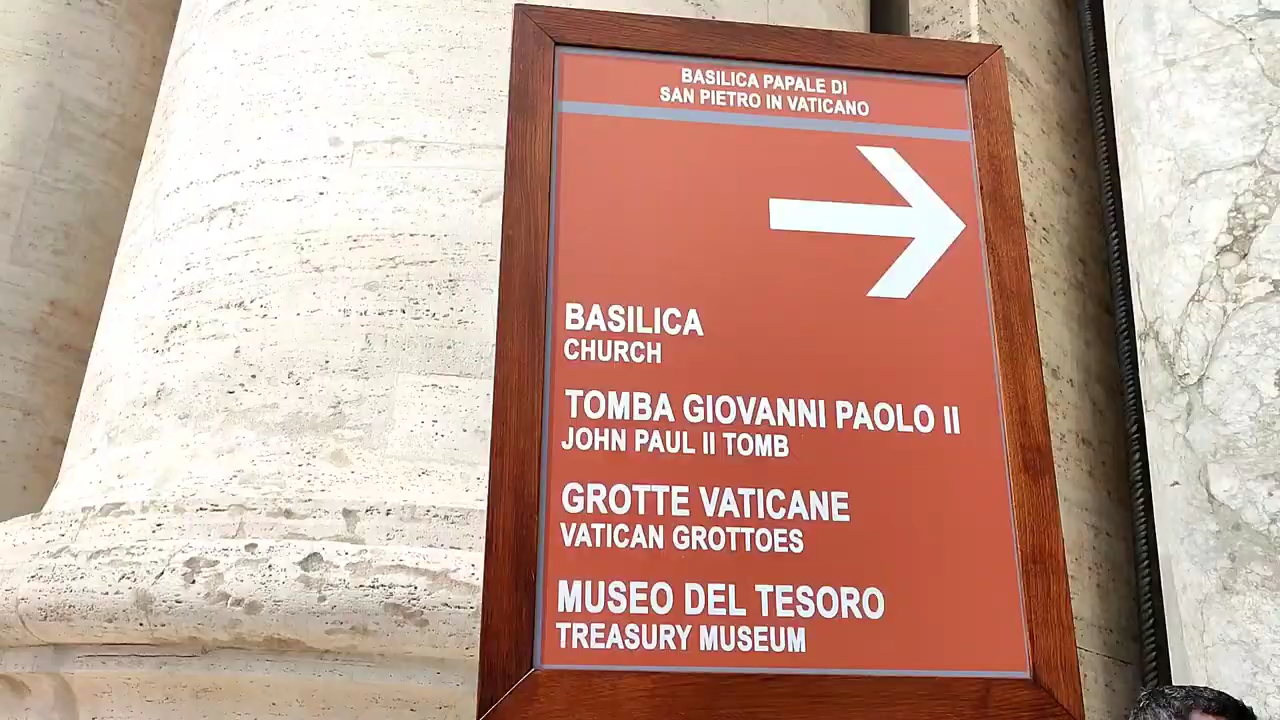 BASILICA PAPALE DI
SAN PIETRO IN VATICANO
BASILICA
CHURCH
TOMBA GIOVANNI PAOLO II
JOHN PAUL II TOMB
GROTTE VATICANE
VATICAN GROTTOES
MUSEO DEL TESORO
TREASURY MUSEUM